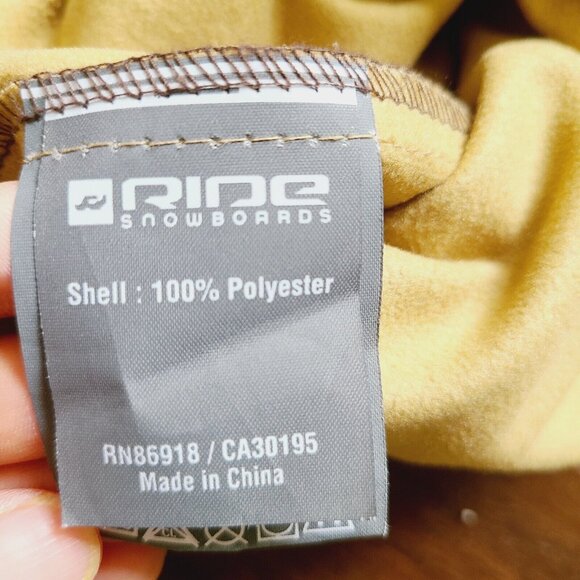 RIDE
SNOWBOARDS
Shell : 100% Polyester
RN86918 / CA30195
Made in China